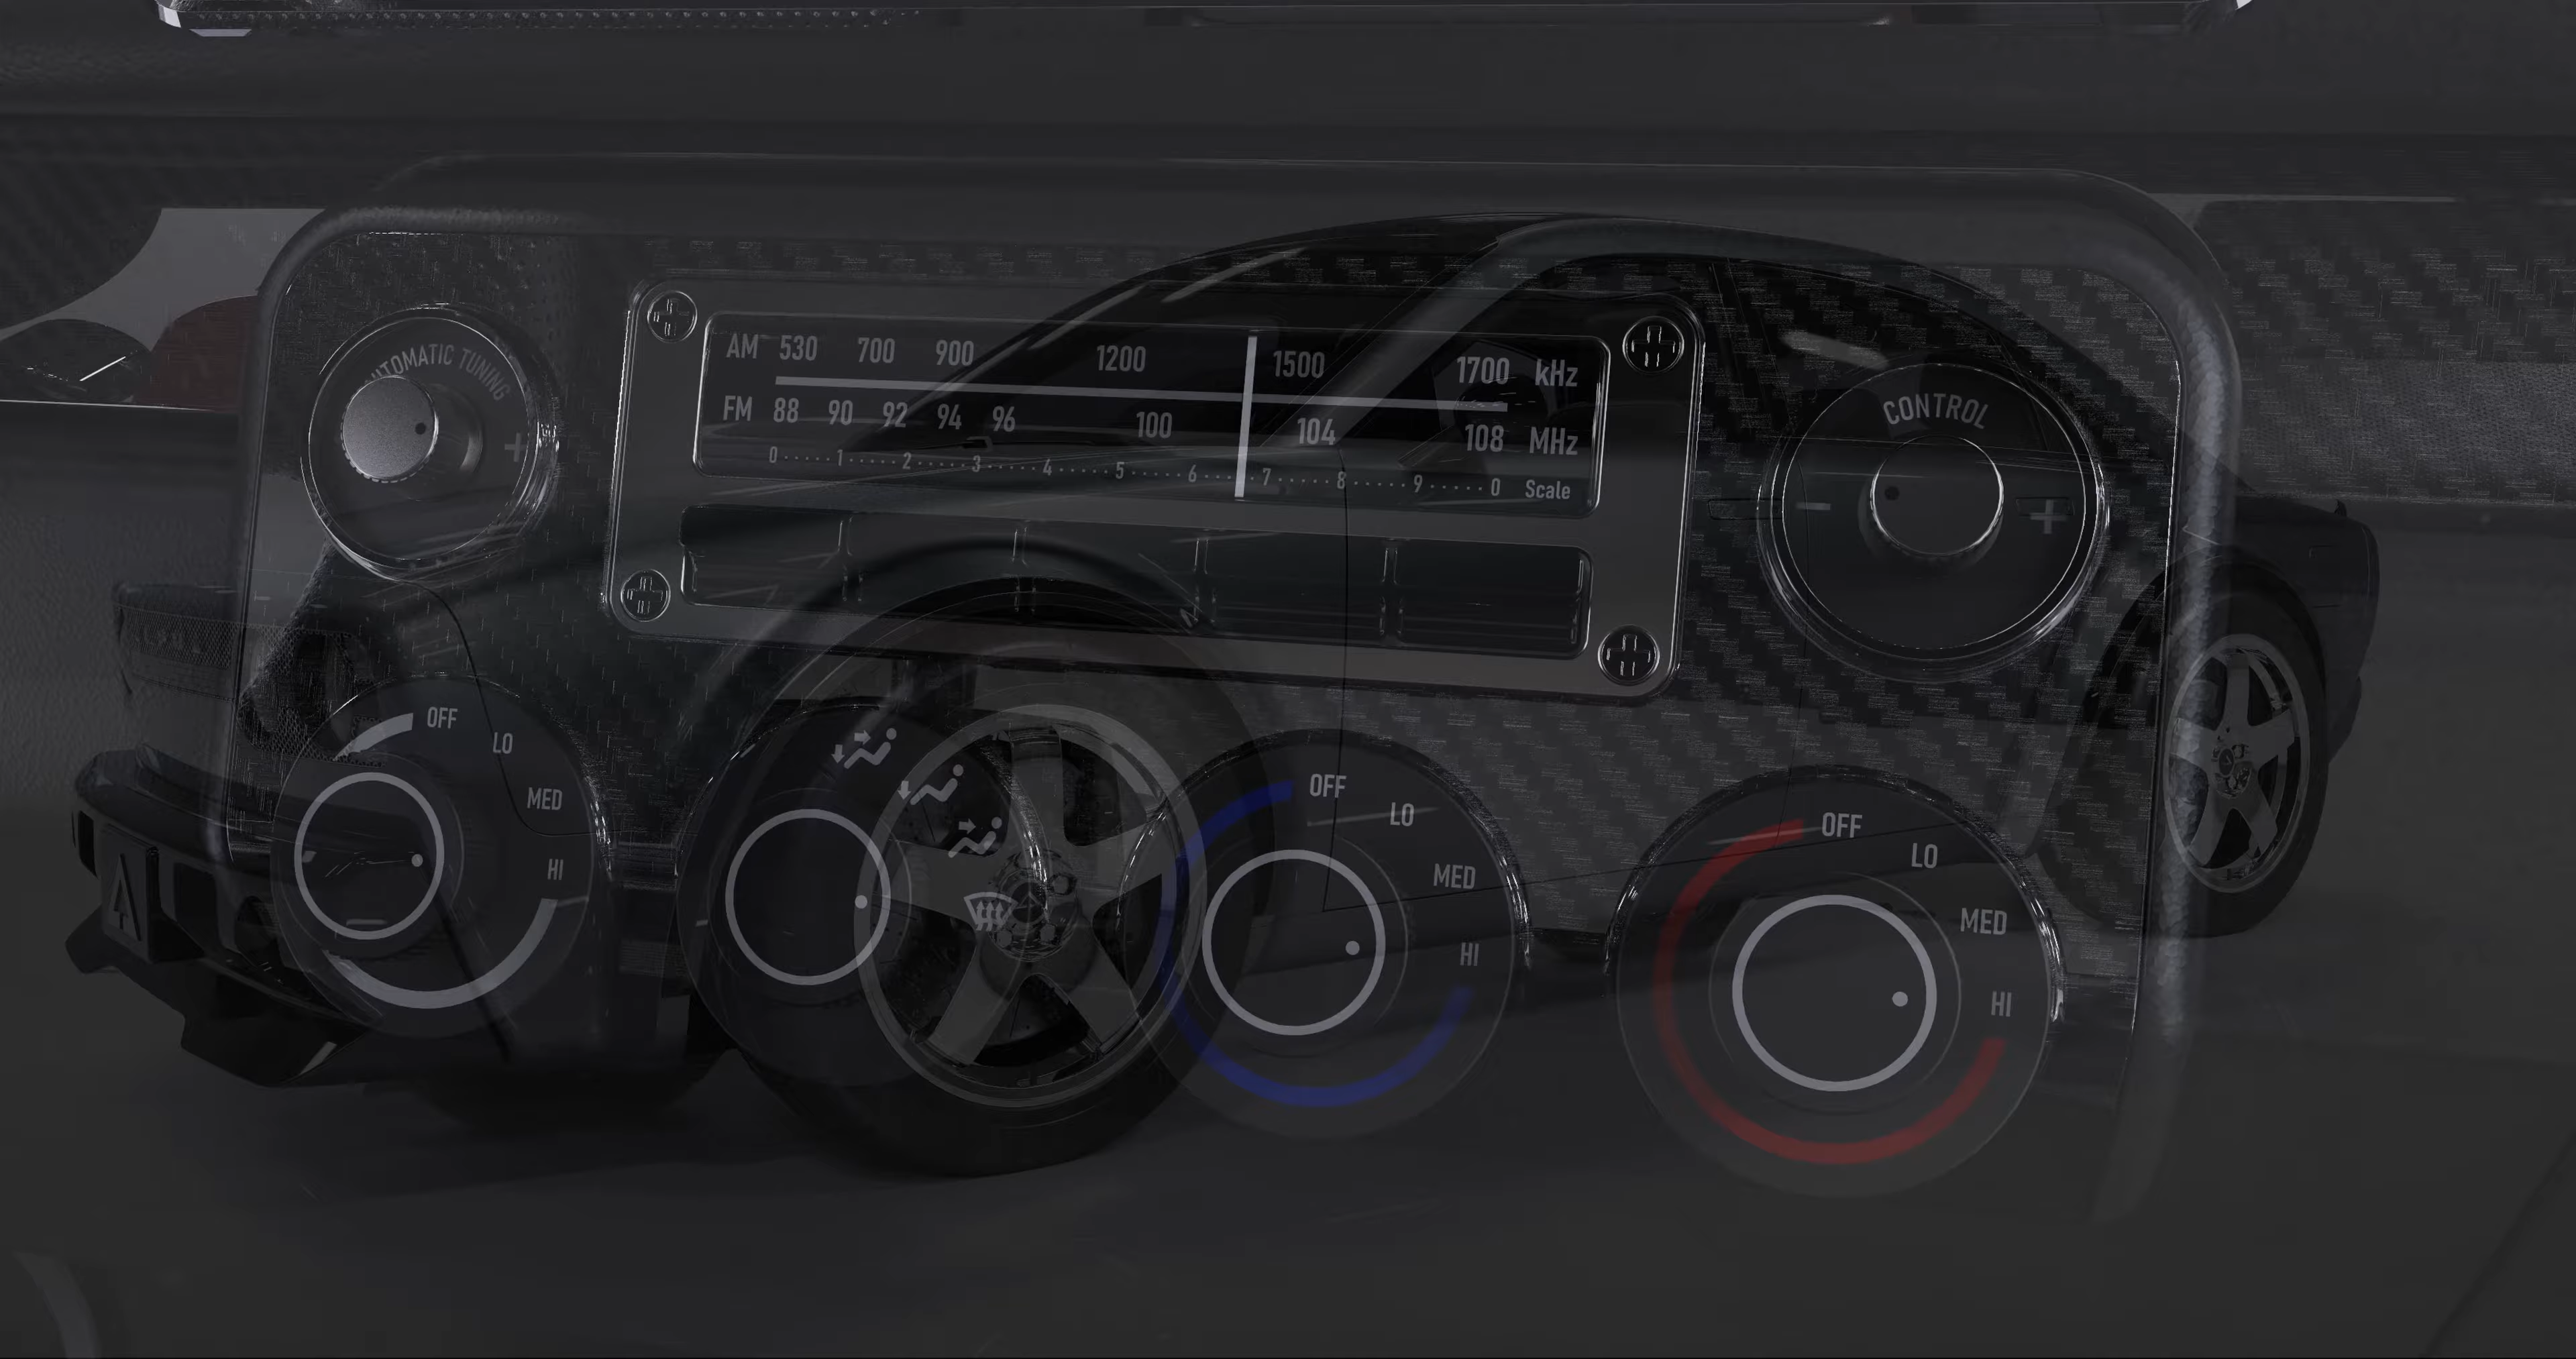 AUTOMATIC TUNING
+
AM 530 700 900 1200 1500 1700 kHz
FM 88 90 92 94 96 100 104 108 MHz
0 1 2 3 4 5 6 7 8 9 0 Scale
CONTROL
- +
OFF
LO
MED
HI
OFF
LO
MED
HI
OFF
LO
MED
HI